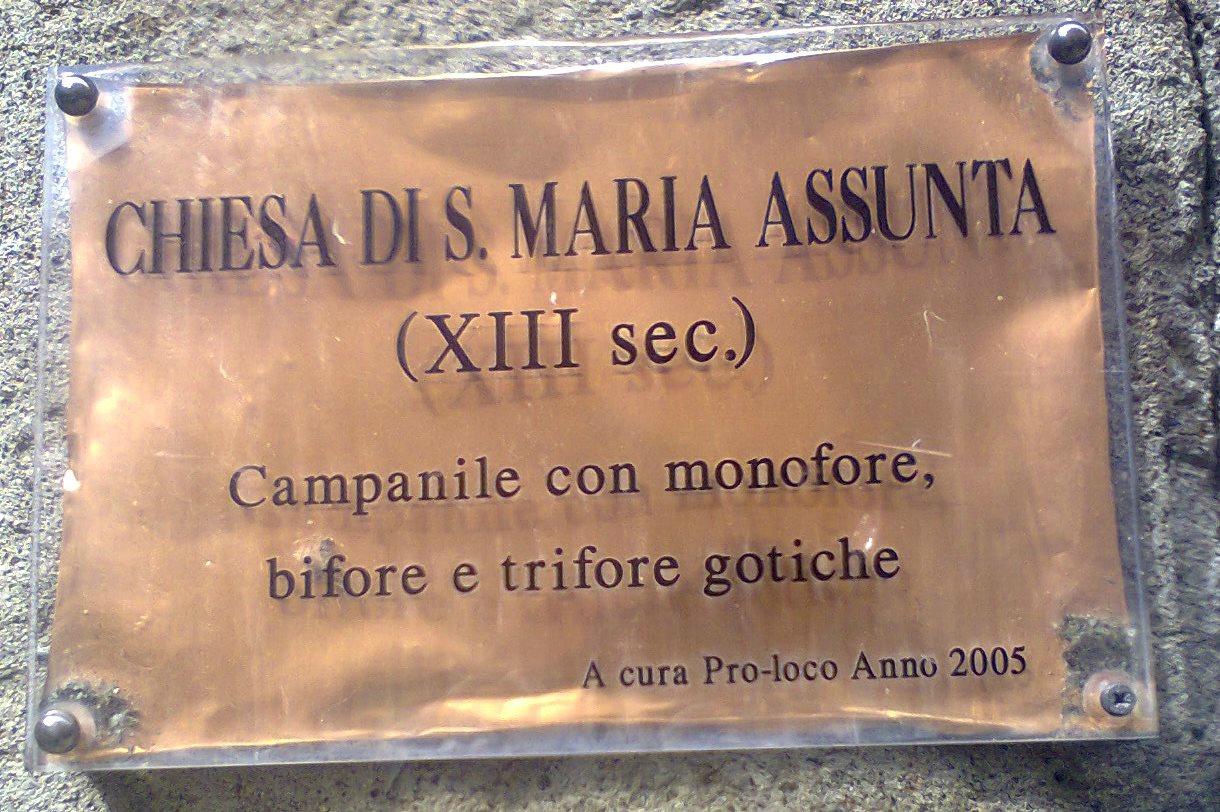 CHIESA DI S. MARIA ASSUNTA
(XIII sec.)
Campanile con monofore,
bifore e trifore gotiche
A cura Pro-loco Anno 2005